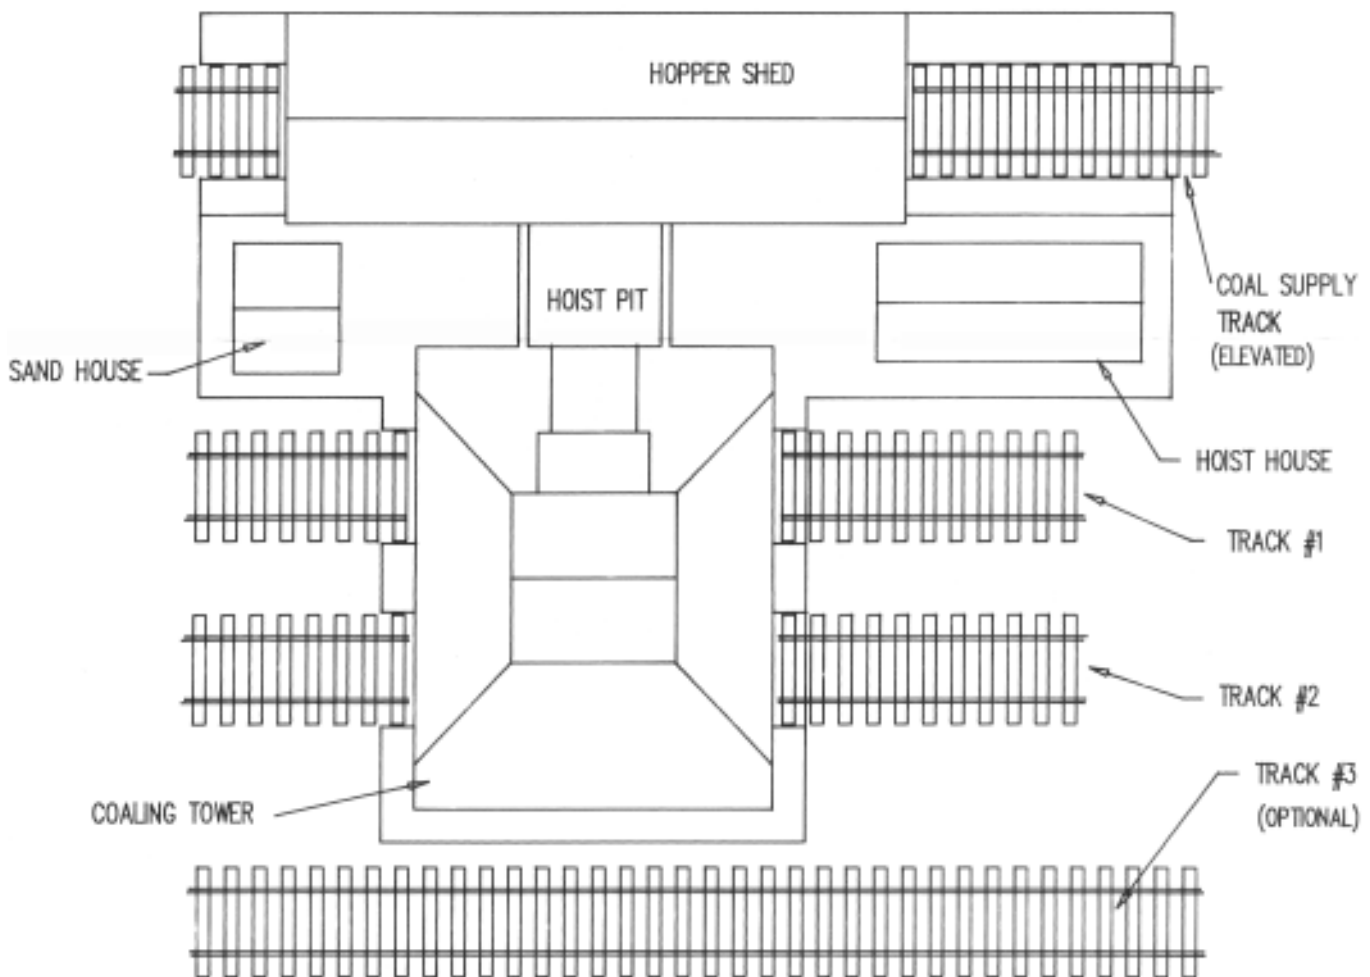 HOPPER SHED
HOIST PIT
COAL SUPPLY
TRACK
(ELEVATED)
SAND HOUSE
HOIST HOUSE
TRACK #1
TRACK #2
TRACK #3
(OPTIONAL)
COALING TOWER